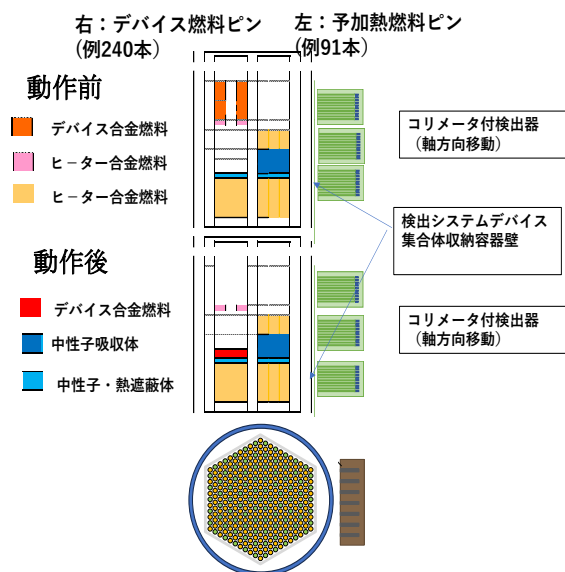 右：デバイス燃料ピン
(例240本)
左：予加熱燃料ピン
(例91本)
動作前
デバイス合金燃料
ヒーター合金燃料
ヒーター合金燃料
コリメータ付検出器
（軸方向移動）
検出システムデバイス
集合体収納容器壁
動作後
デバイス合金燃料
中性子吸収体
中性子・熱遮蔽体
コリメータ付検出器
（軸方向移動）